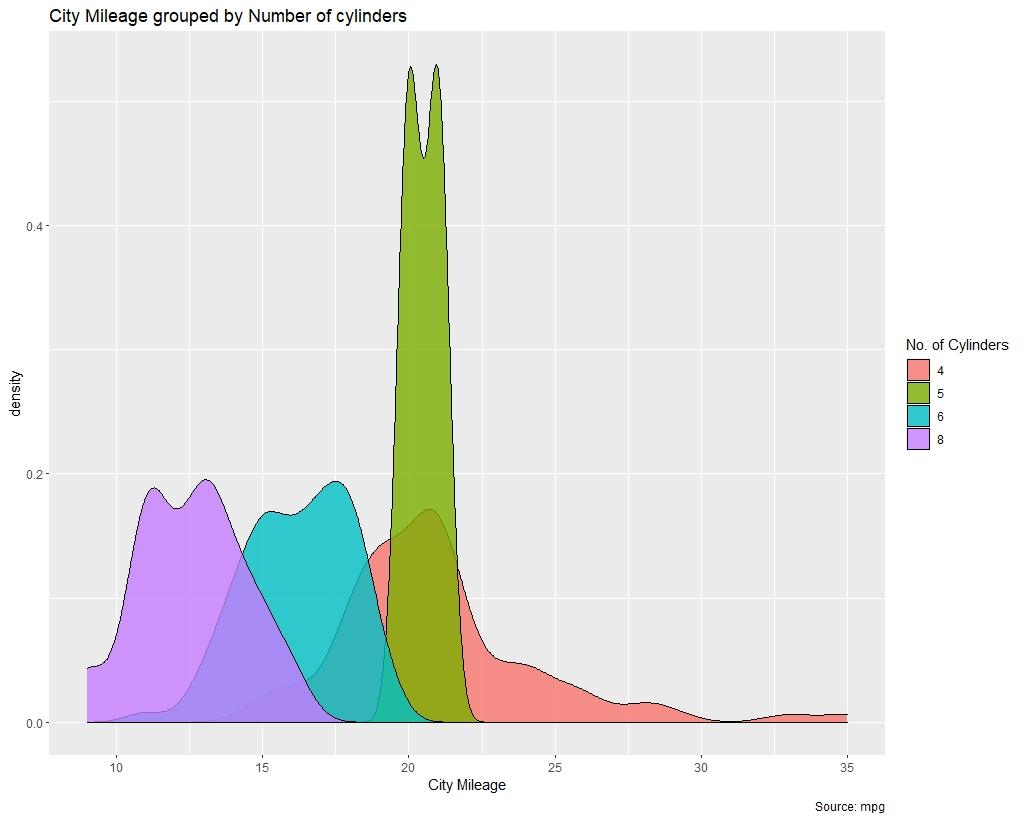 City Mileage grouped by Number of cylinders
density
0.4
0.2
0.0
10 15 20 25 30 35
City Mileage
No. of Cylinders
4
5
6
8
Source: mpg